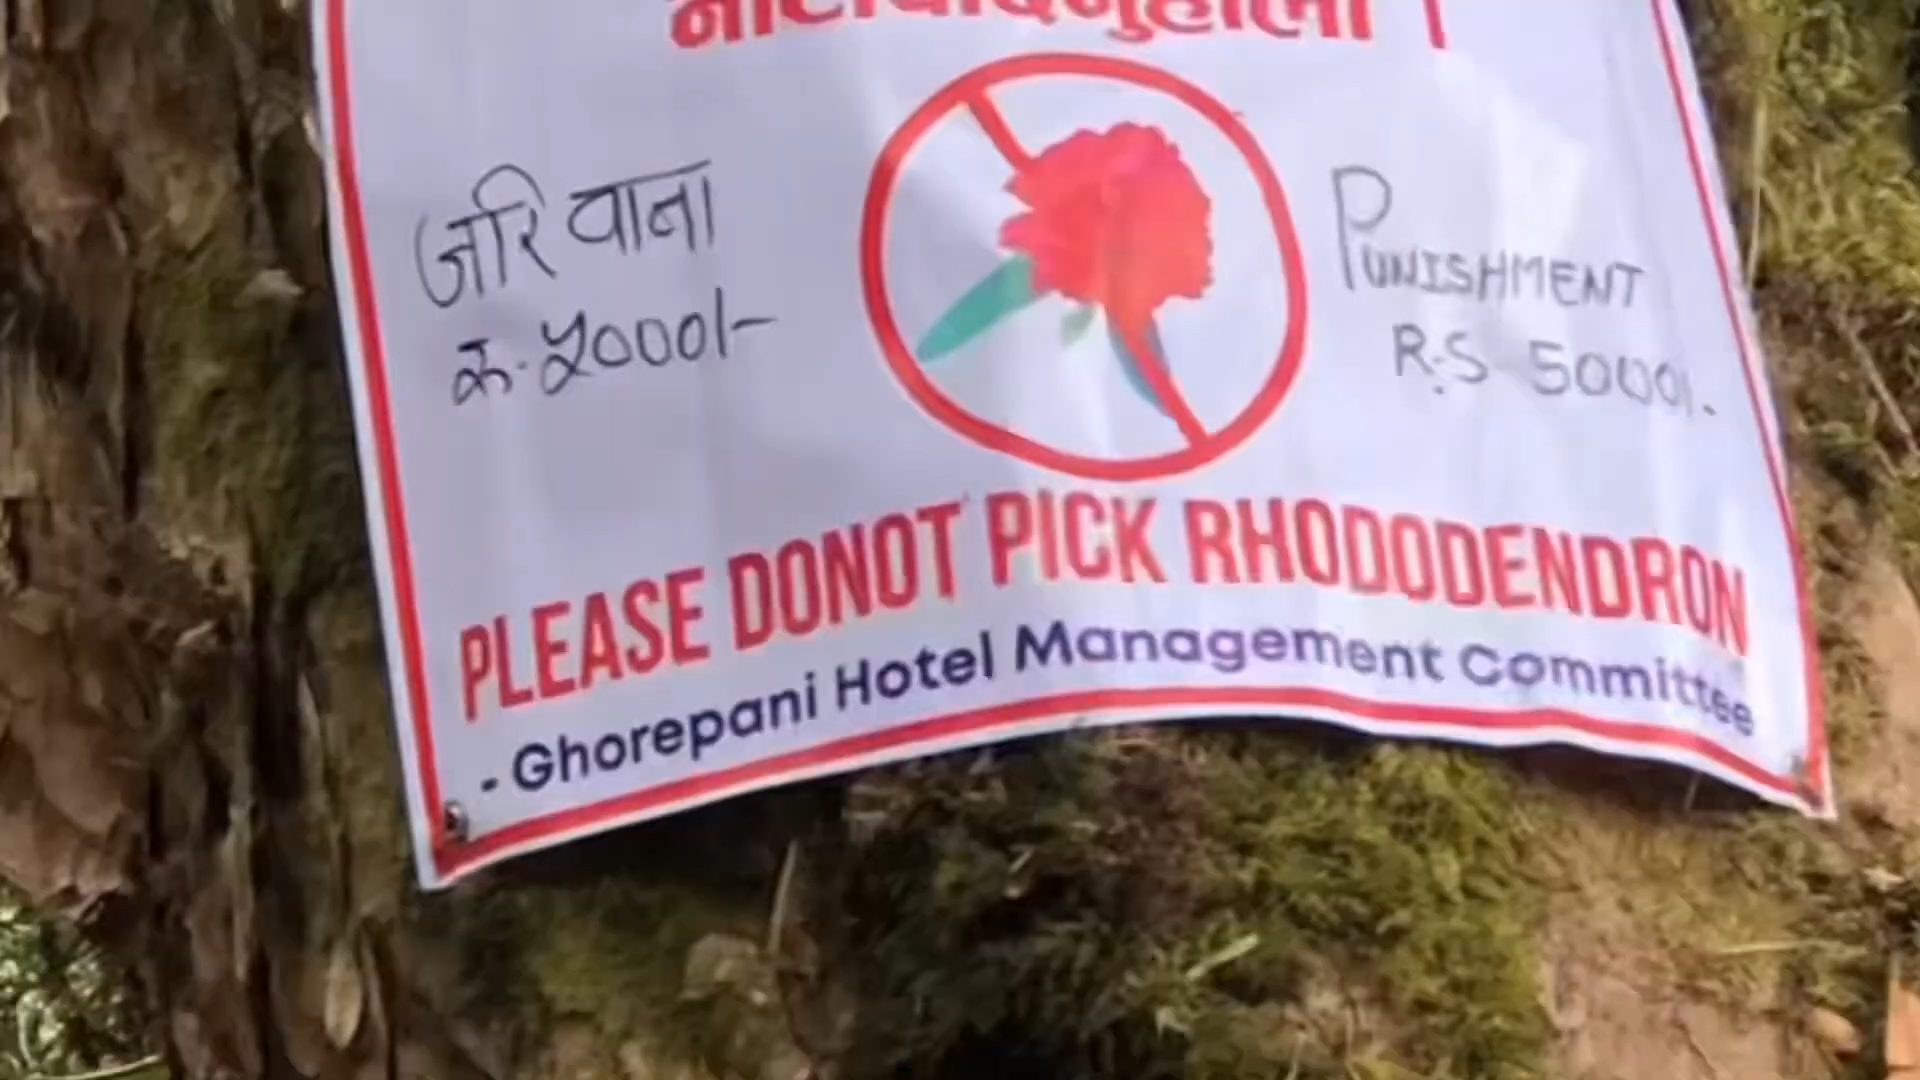 जरिवाना
रु. ५०००/-
PUNISHMENT
R.S 5000/.
PLEASE DONOT PICK RHODODENDRON
- Ghorepani Hotel Management Committee